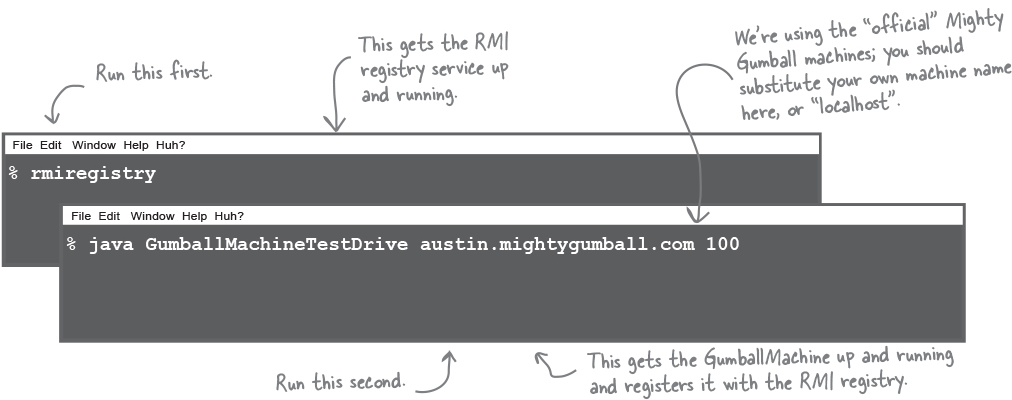 Run this first.
This gets the RMI
registry service up
and running.
We're using the "official" Mighty
Gumball machines; you should
substitute your own machine name
here, or "localhost".
File Edit Window Help Huh?
% rmiregistry
File Edit Window Help Huh?
% java GumballMachineTestDrive austin.mightygumball.com 100
Run this second.
This gets the GumballMachine up and running
and registers it with the RMI registry.